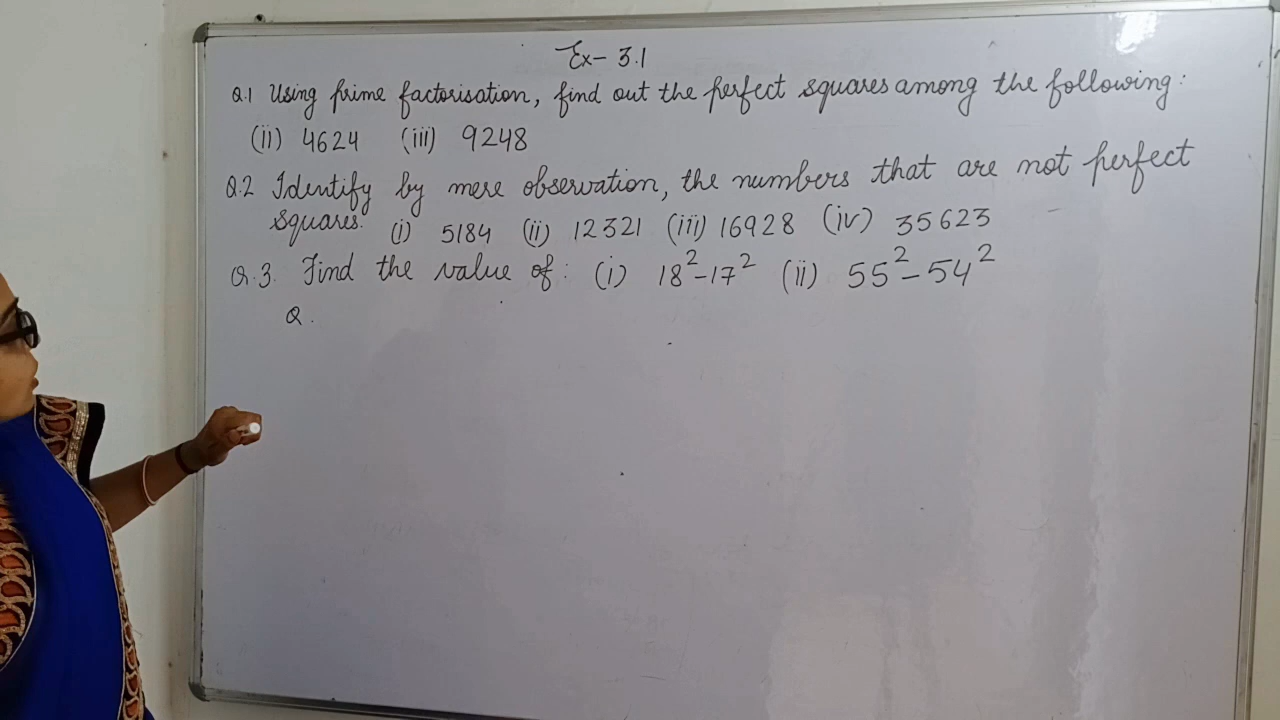 Ex- 3.1
Q.1 Using prime factorisation, find out the perfect squares among the following:
(ii) 4624 (iii) 9248
Q.2 Identify by mere observation, the numbers that are not perfect
squares. (i) 5184 (ii) 12321 (iii) 16928 (iv) 35623
Q.3. Find the value of: (i) 18²-17² (ii) 55²-54²
Q.